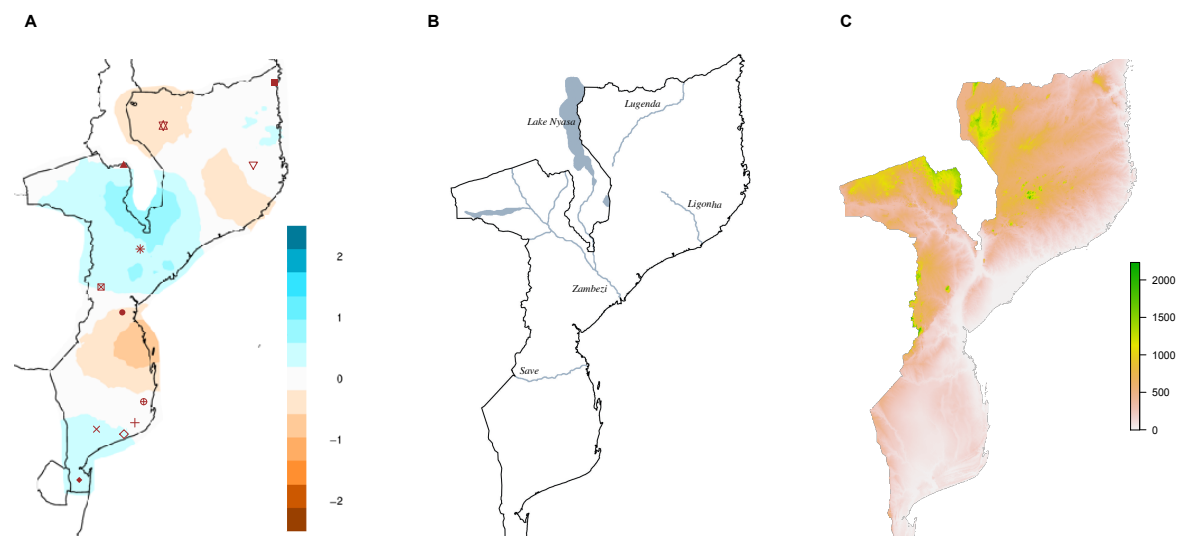 A
B
C
2
1
0
−1
−2
Lugenda
Lake Nyasa
Ligonha
Zambezi
Save
2000
1500
1000
500
0